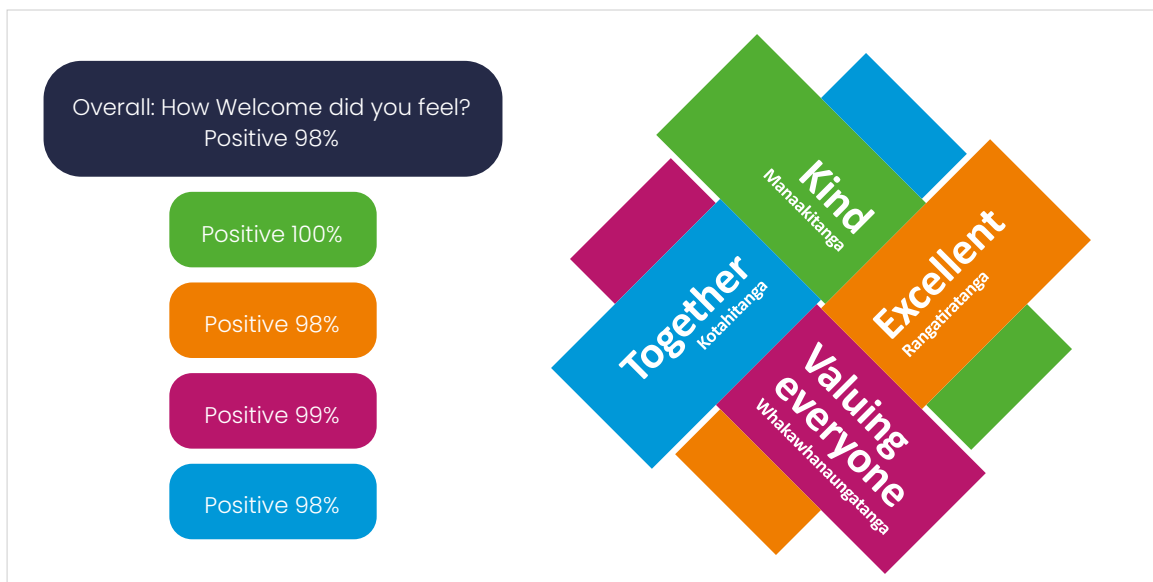 Overall: How Welcome did you feel?
Positive 98%
Positive 100%
Positive 98%
Positive 99%
Positive 98%
Kind
Manaakitanga
Excellent
Rangatiratanga
Together
Kotahitanga
Valuing
everyone
Whakawhanaungatanga